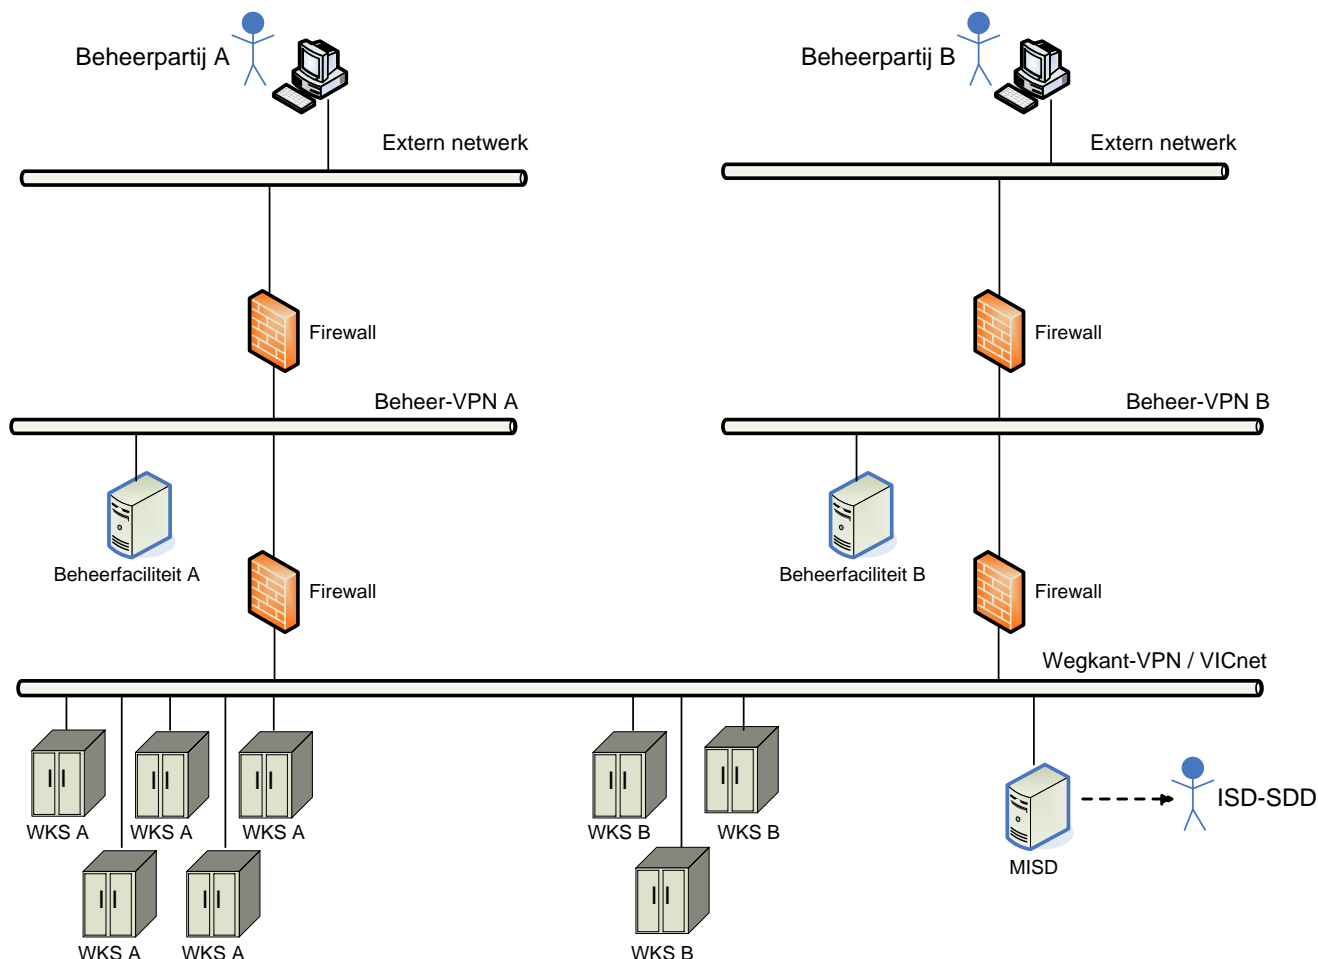 Beheerpartij A
Beheerpartij B
Extern netwerk
Extern netwerk
Firewall
Firewall
Beheer-VPN A
Beheer-VPN B
Beheerfaciliteit A
Beheerfaciliteit B
Firewall
Firewall
Wegkant-VPN / VICnet
WKS A
WKS A
WKS A
WKS B
WKS B
ISD-SDD
MISD
WKS A
WKS A
WKS B